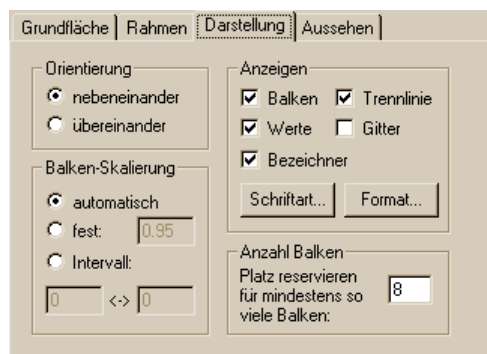 Grundfläche Rahmen Darstellung Aussehen
Orientierung
nebeneinander
übereinander
Balken-Skalierung
automatisch
fest: 0.95
Intervall:
0 <-> 0
Anzeigen
Balken Trennlinie
Werte Gitter
Bezeichner
Schriftart... Format...
Anzahl Balken
Platz reservieren
für mindestens so
viele Balken:
8